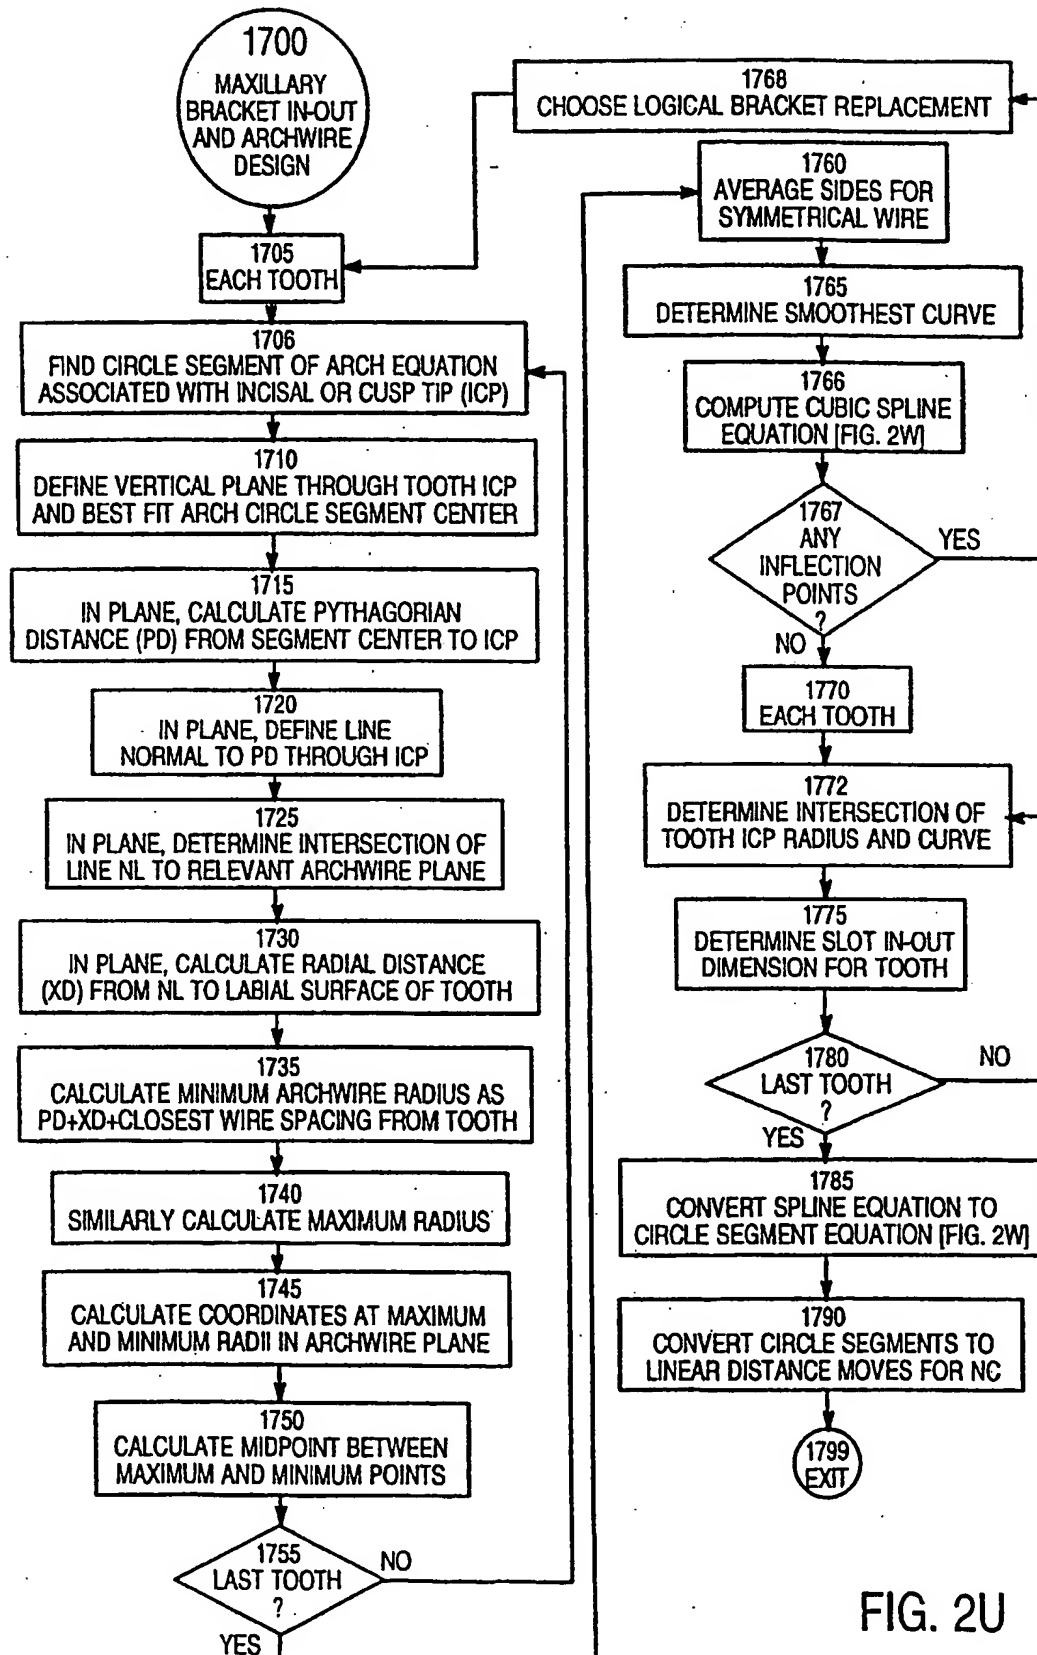 1700
MAXILLARY
BRACKET IN-OUT
AND ARCHWIRE
DESIGN
1705
EACH TOOTH
1706
FIND CIRCLE SEGMENT OF ARCH EQUATION
ASSOCIATED WITH INCISAL OR CUSP TIP (ICP)
1710
DEFINE VERTICAL PLANE THROUGH TOOTH ICP
AND BEST FIT ARCH CIRCLE SEGMENT CENTER
1715
IN PLANE, CALCULATE PYTHAGORIAN
DISTANCE (PD) FROM SEGMENT CENTER TO ICP
1720
IN PLANE, DEFINE LINE
NORMAL TO PD THROUGH ICP
1725
IN PLANE, DETERMINE INTERSECTION OF
LINE NL TO RELEVANT ARCHWIRE PLANE
1730
IN PLANE, CALCULATE RADIAL DISTANCE
(XD) FROM NL TO LABIAL SURFACE OF TOOTH
1735
CALCULATE MINIMUM ARCHWIRE RADIUS AS
PD+XD+CLOSEST WIRE SPACING FROM TOOTH
1740
SIMILARLY CALCULATE MAXIMUM RADIUS
1745
CALCULATE COORDINATES AT MAXIMUM
AND MINIMUM RADII IN ARCHWIRE PLANE
1750
CALCULATE MIDPOINT BETWEEN
MAXIMUM AND MINIMUM POINTS
1755
LAST TOOTH
?
NO
YES
1768
CHOOSE LOGICAL BRACKET REPLACEMENT
1760
AVERAGE SIDES FOR
SYMMETRICAL WIRE
1765
DETERMINE SMOOTHEST CURVE
1766
COMPUTE CUBIC SPLINE
EQUATION [FIG. 2W]
1767
ANY
INFLECTION
POINTS
?
YES
NO
1770
EACH TOOTH
1772
DETERMINE INTERSECTION OF
TOOTH ICP RADIUS AND CURVE
1775
DETERMINE SLOT IN-OUT
DIMENSION FOR TOOTH
1780
LAST TOOTH
?
NO
YES
1785
CONVERT SPLINE EQUATION TO
CIRCLE SEGMENT EQUATION [FIG. 2W]
1790
CONVERT CIRCLE SEGMENTS TO
LINEAR DISTANCE MOVES FOR NC
1799
EXIT
FIG. 2U